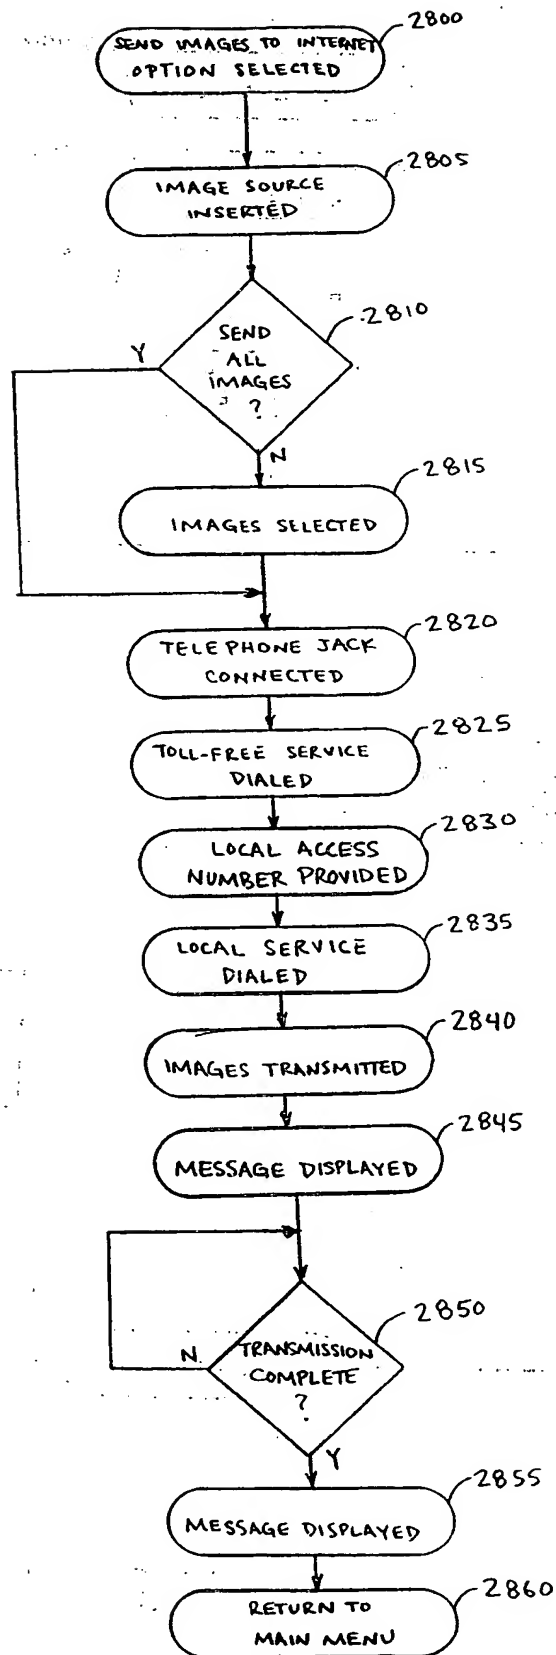 2800
SEND IMAGES TO INTERNET
OPTION SELECTED
2805
IMAGE SOURCE
INSERTED
2810
SEND
ALL
IMAGES
?
Y
N
2815
IMAGES SELECTED
2820
TELEPHONE JACK
CONNECTED
2825
TOLL-FREE SERVICE
DIALED
2830
LOCAL ACCESS
NUMBER PROVIDED
2835
LOCAL SERVICE
DIALED
2840
IMAGES TRANSMITTED
2845
MESSAGE DISPLAYED
2850
TRANSMISSION
COMPLETE
?
N
Y
2855
MESSAGE DISPLAYED
2860
RETURN TO
MAIN MENU